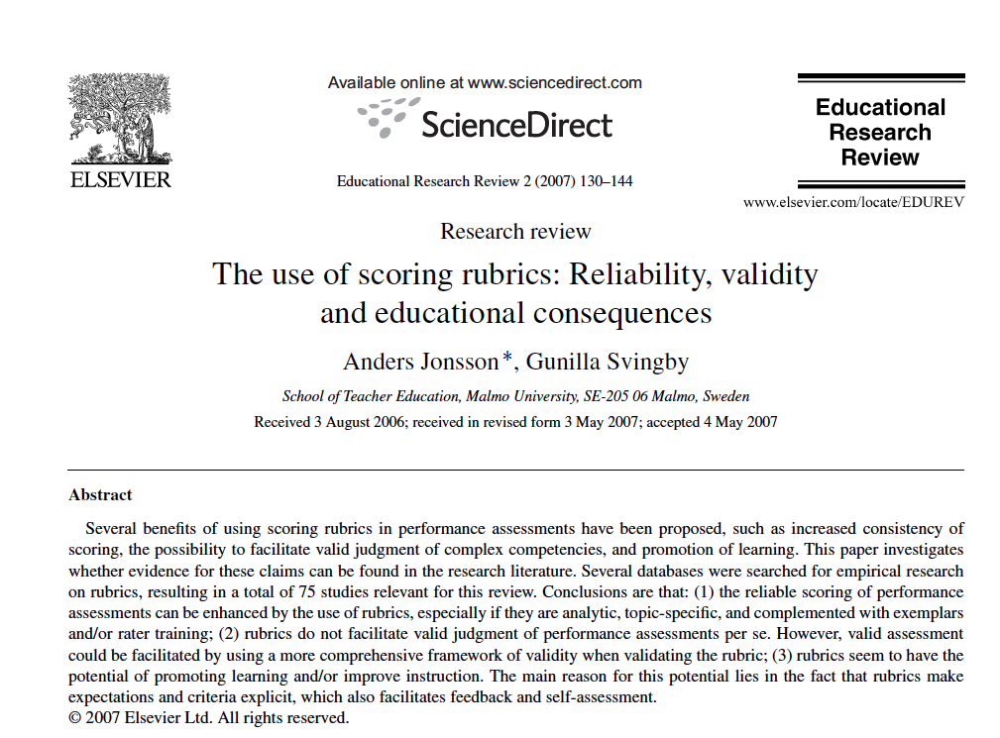 Available online at www.sciencedirect.com
ScienceDirect
ELSEVIER
Educational Research Review 2 (2007) 130–144
Educational
Research
Review
www.elsevier.com/locate/EDUREV
Research review
The use of scoring rubrics: Reliability, validity
and educational consequences
Anders Jonsson*, Gunilla Svingby
School of Teacher Education, Malmo University, SE-205 06 Malmo, Sweden
Received 3 August 2006; received in revised form 3 May 2007; accepted 4 May 2007
Abstract
Several benefits of using scoring rubrics in performance assessments have been proposed, such as increased consistency of
scoring, the possibility to facilitate valid judgment of complex competencies, and promotion of learning. This paper investigates
whether evidence for these claims can be found in the research literature. Several databases were searched for empirical research
on rubrics, resulting in a total of 75 studies relevant for this review. Conclusions are that: (1) the reliable scoring of performance
assessments can be enhanced by the use of rubrics, especially if they are analytic, topic-specific, and complemented with exemplars
and/or rater training; (2) rubrics do not facilitate valid judgment of performance assessments per se. However, valid assessment
could be facilitated by using a more comprehensive framework of validity when validating the rubric; (3) rubrics seem to have the
potential of promoting learning and/or improve instruction. The main reason for this potential lies in the fact that rubrics make
expectations and criteria explicit, which also facilitates feedback and self-assessment.
© 2007 Elsevier Ltd. All rights reserved.